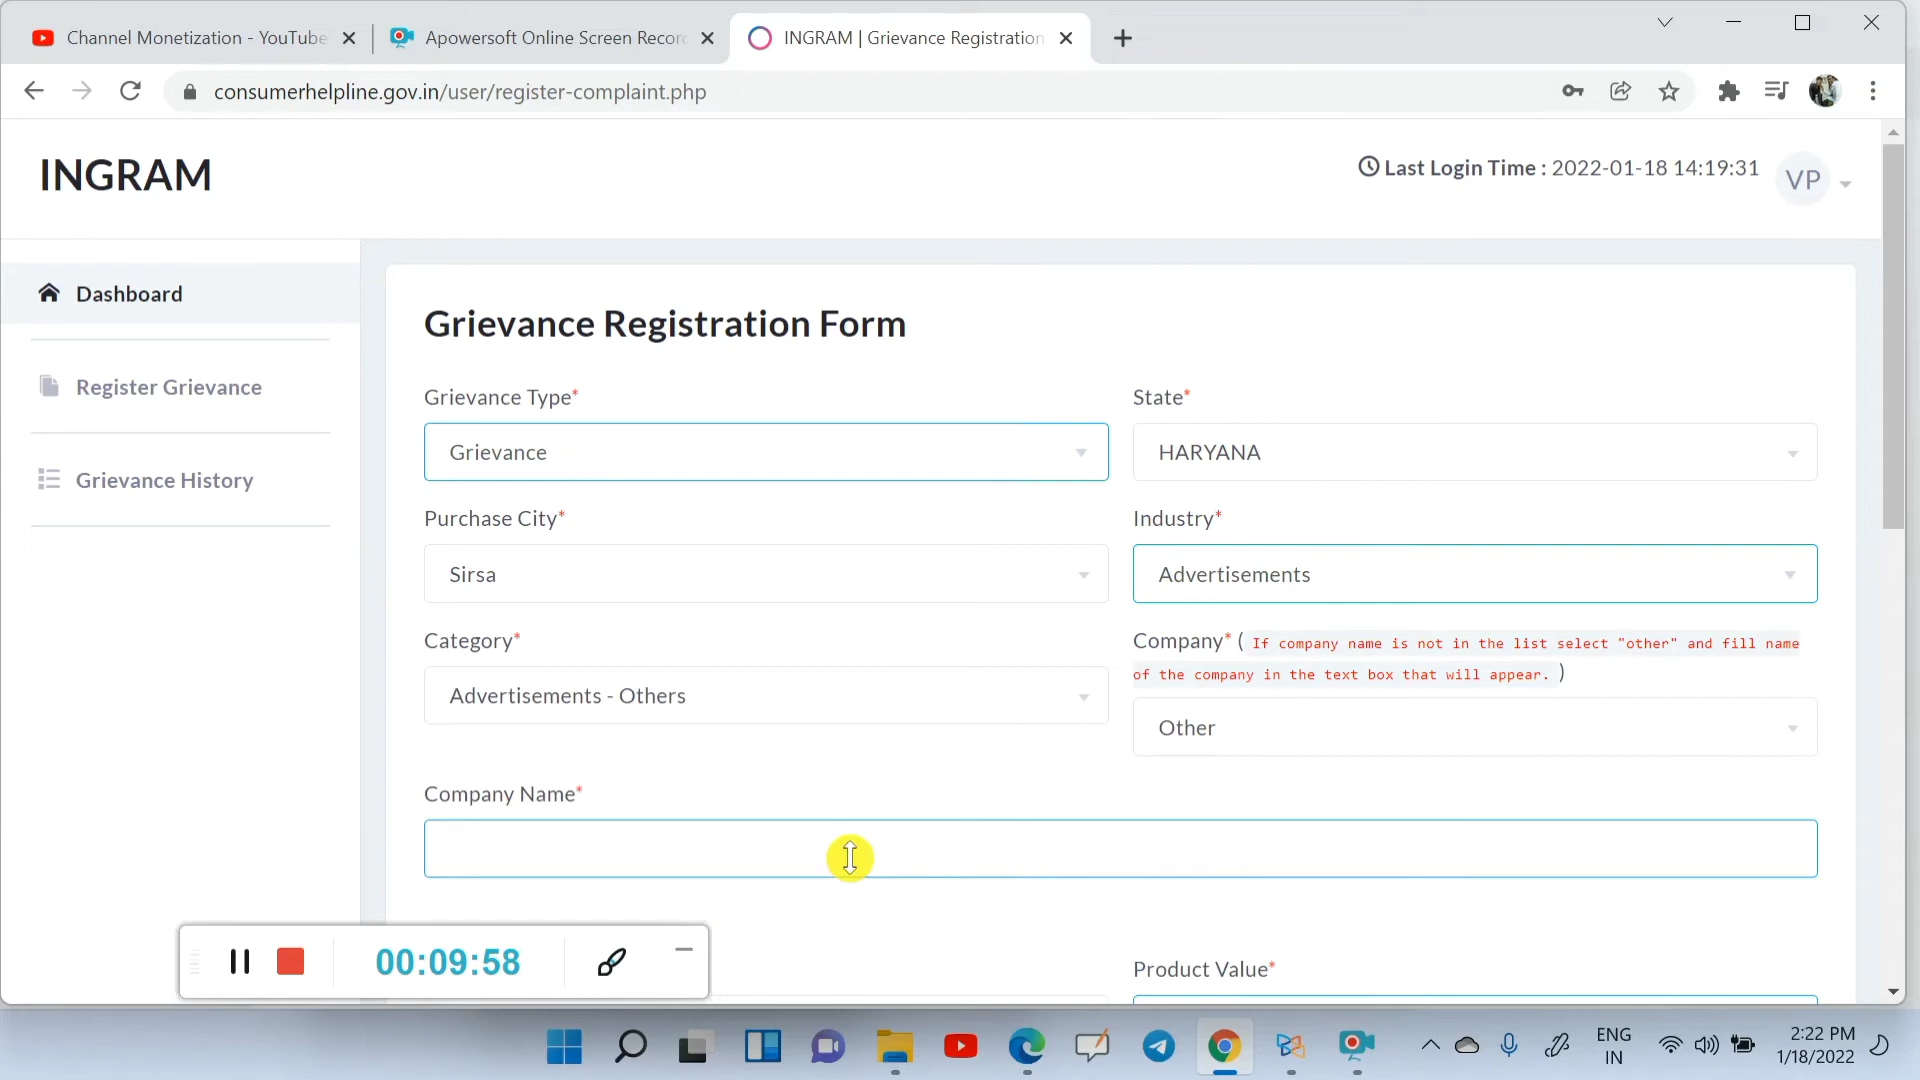 Channel Monetization - YouTube
Apowersoft Online Screen Recor
INGRAM | Grievance Registration
consumerhelpline.gov.in/user/register-complaint.php
INGRAM
Last Login Time : 2022-01-18 14:19:31
VP
Dashboard
Register Grievance
Grievance History
Grievance Registration Form
Grievance Type*
State*
Grievance
HARYANA
Purchase City*
Industry*
Sirsa
Advertisements
Category*
Company* ( If company name is not in the list select "other" and fill name
of the company in the text box that will appear. )
Advertisements - Others
Other
Company Name*
00:09:58
Product Value*
ENG
IN
2:22 PM
1/18/2022